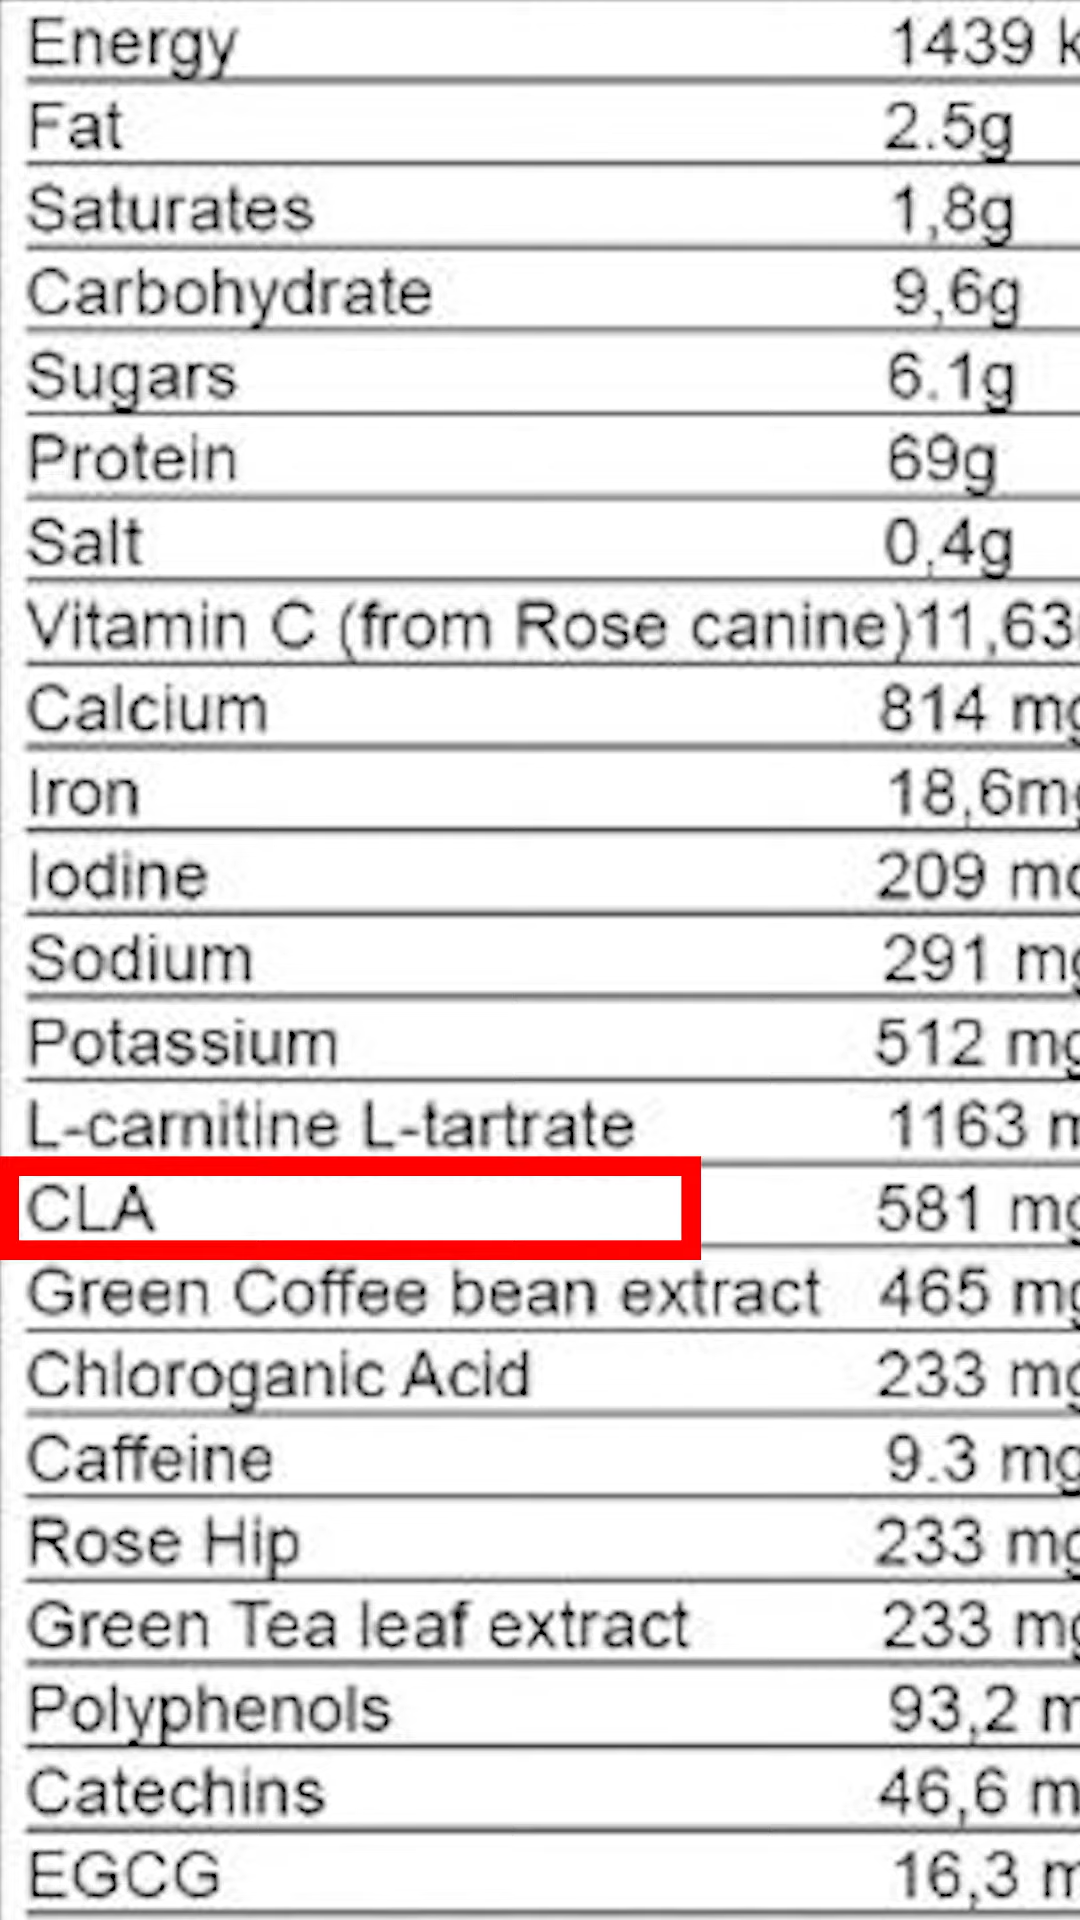 Energy 1439 k
Fat 2.5g
Saturates 1,8g
Carbohydrate 9,6g
Sugars 6.1g
Protein 69g
Salt 0,4g
Vitamin C (from Rose canine)11,63
Calcium 814 mg
Iron 18,6mg
Iodine 209 mc
Sodium 291 mg
Potassium 512 mg
L-carnitine L-tartrate 1163 m
CLA 581 mg
Green Coffee bean extract 465 mg
Chloroganic Acid 233 mg
Caffeine 9.3 mg
Rose Hip 233 mg
Green Tea leaf extract 233 mg
Polyphenols 93,2 m
Catechins 46,6 m
EGCG 16,3 m